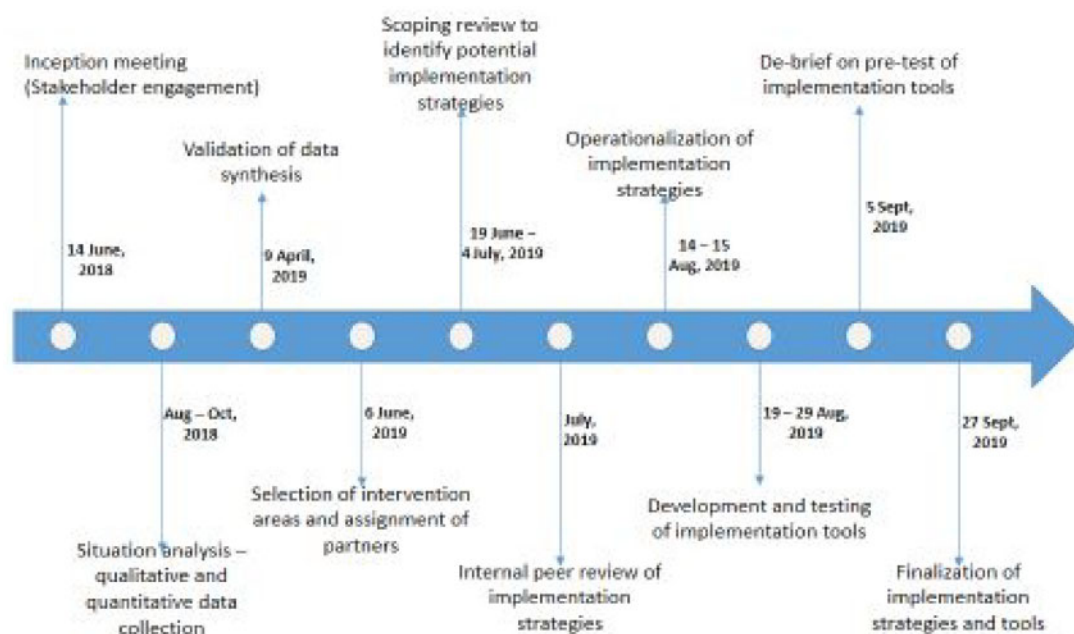 Inception meeting
(Stakeholder engagement)
14 June,
2018
Aug – Oct,
2018
Situation analysis –
qualitative and
quantitative data
collection
Validation of data
synthesis
9 April,
2019
6 June,
2019
Selection of intervention
areas and assignment of
partners
Scoping review to
identify potential
implementation
strategies
19 June –
4 July, 2019
July,
2019
Internal peer review of
implementation
strategies
Operationalization of
implementation
strategies
14 – 15
Aug, 2019
19 – 29 Aug,
2019
Development and testing
of implementation tools
De-brief on pre-test of
implementation tools
5 Sept,
2019
27 Sept,
2019
Finalization of
implementation
strategies and tools